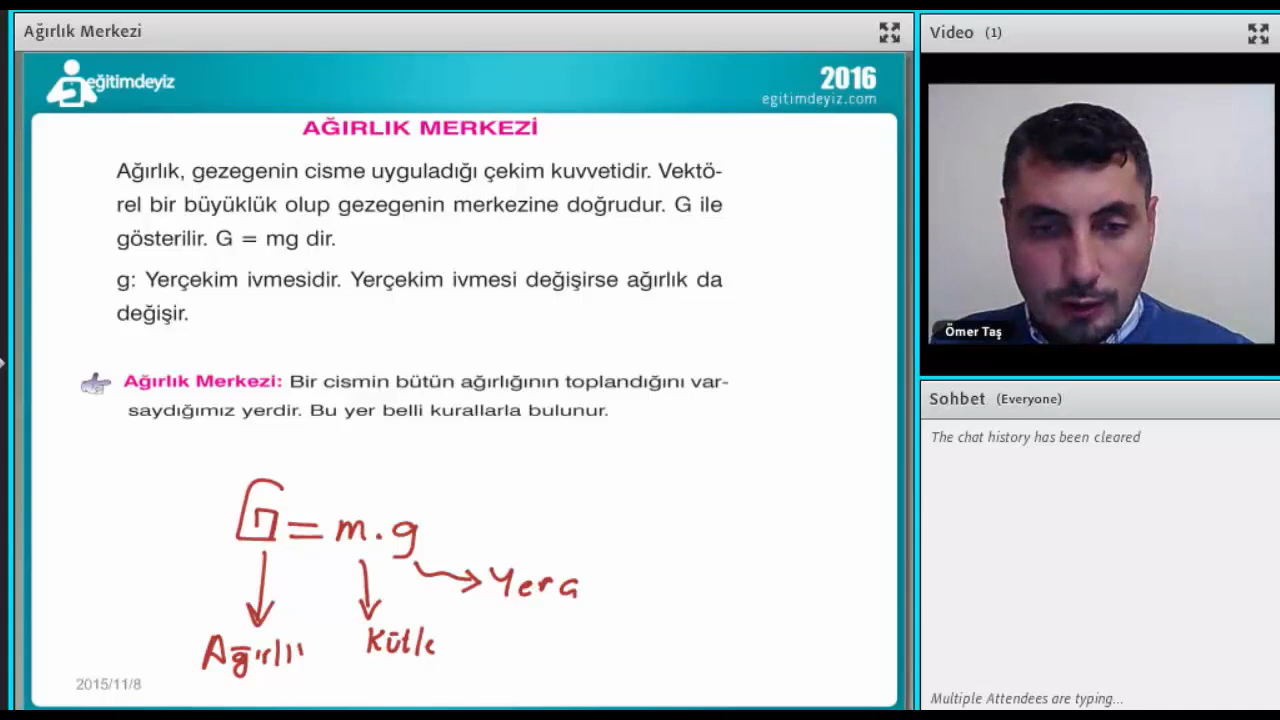 Ağırlık Merkezi
eğitimdeyiz
2016
egitimdeyiz.com
AĞIRLIK MERKEZİ
Ağırlık, gezegenin cisme uyguladığı çekim kuvvetidir. Vektö-
rel bir büyüklük olup gezegenin merkezine doğrudur. G ile
gösterilir. G = mg dir.
g: Yerçekim ivmesidir. Yerçekim ivmesi değişirse ağırlık da
değişir.
Ağırlık Merkezi: Bir cismin bütün ağırlığının toplandığını var-
saydığımız yerdir. Bu yer belli kurallarla bulunur.
G = m.g
Kütle
2015/11/8
Video (1)
Ömer Taş
Sohbet (Everyone)
The chat history has been cleared
Multiple Attendees are typing...